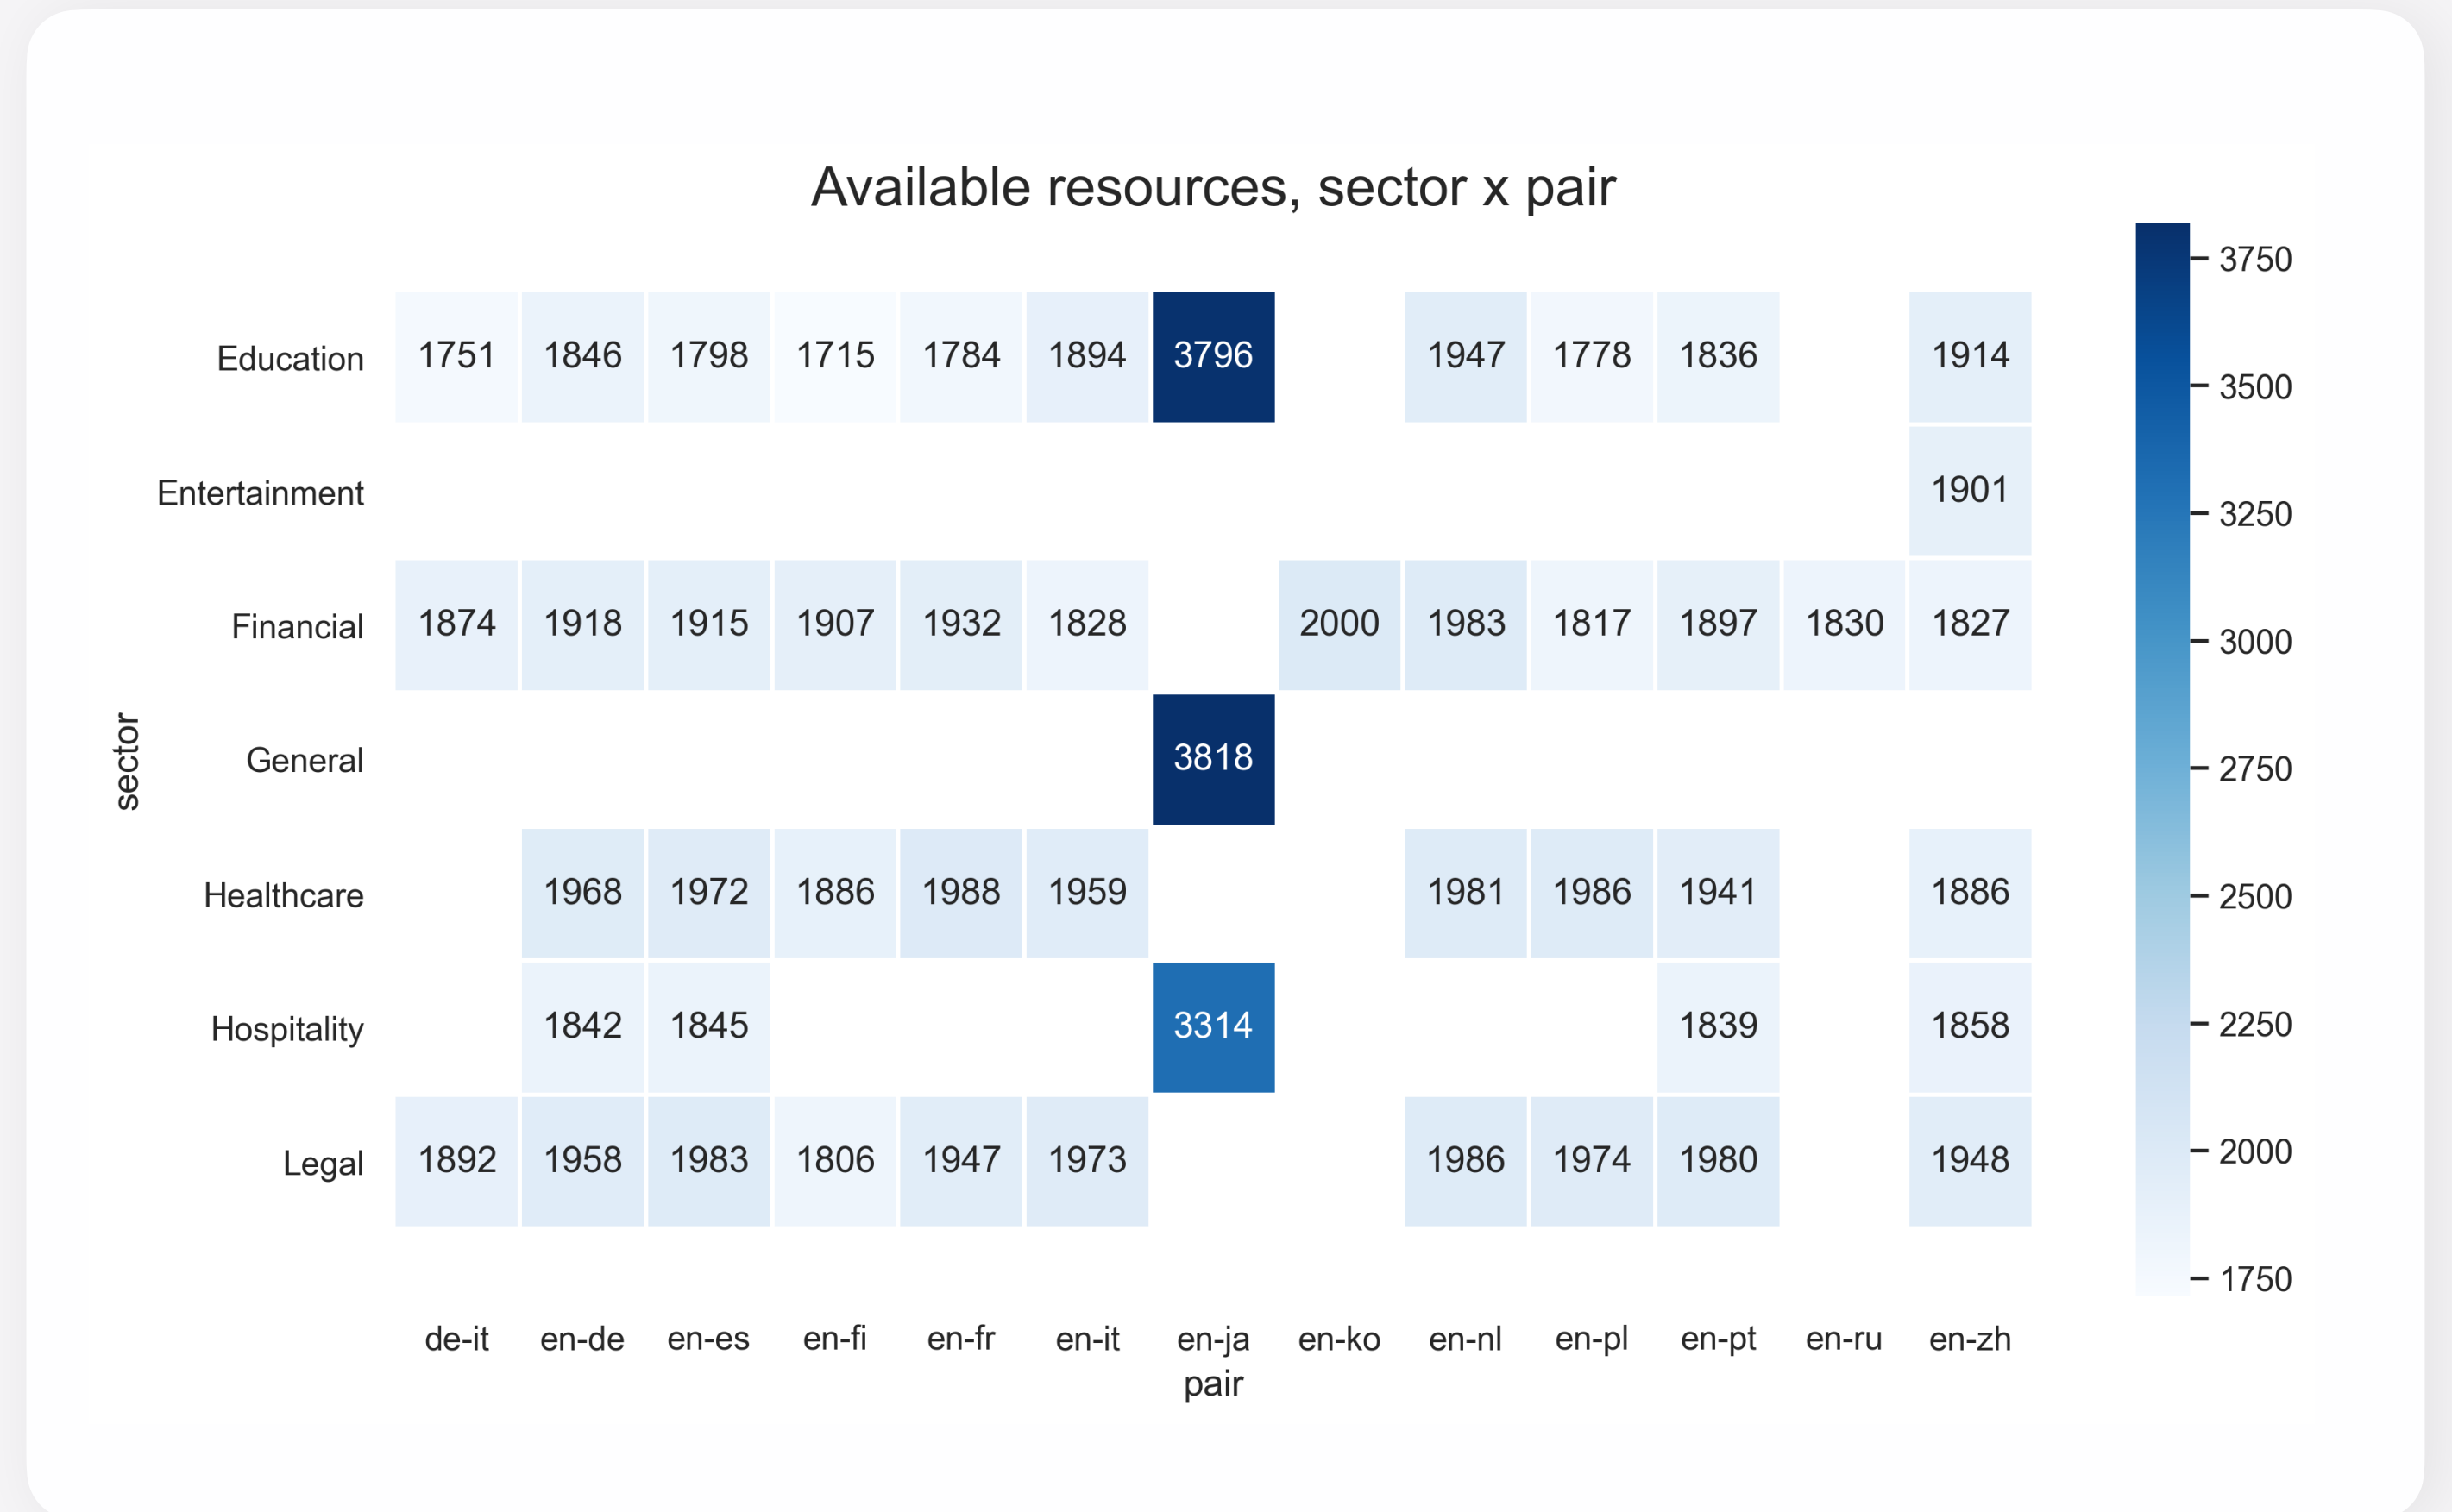 Available resources, sector x pair
3750
3500
3250
3000
2750
2500
2250
2000
1750
sector
Education 1751 1846 1798 1715 1784 1894 3796 1947 1778 1836 1914
Entertainment 1901
Financial 1874 1918 1915 1907 1932 1828 2000 1983 1817 1897 1830 1827
General 3818
Healthcare 1968 1972 1886 1988 1959 1981 1986 1941 1886
Hospitality 1842 1845 3314 1839 1858
Legal 1892 1958 1983 1806 1947 1973 1986 1974 1980 1948
de-it en-de en-es en-fi en-fr en-it en-ja en-ko en-nl en-pl en-pt en-ru en-zh
pair